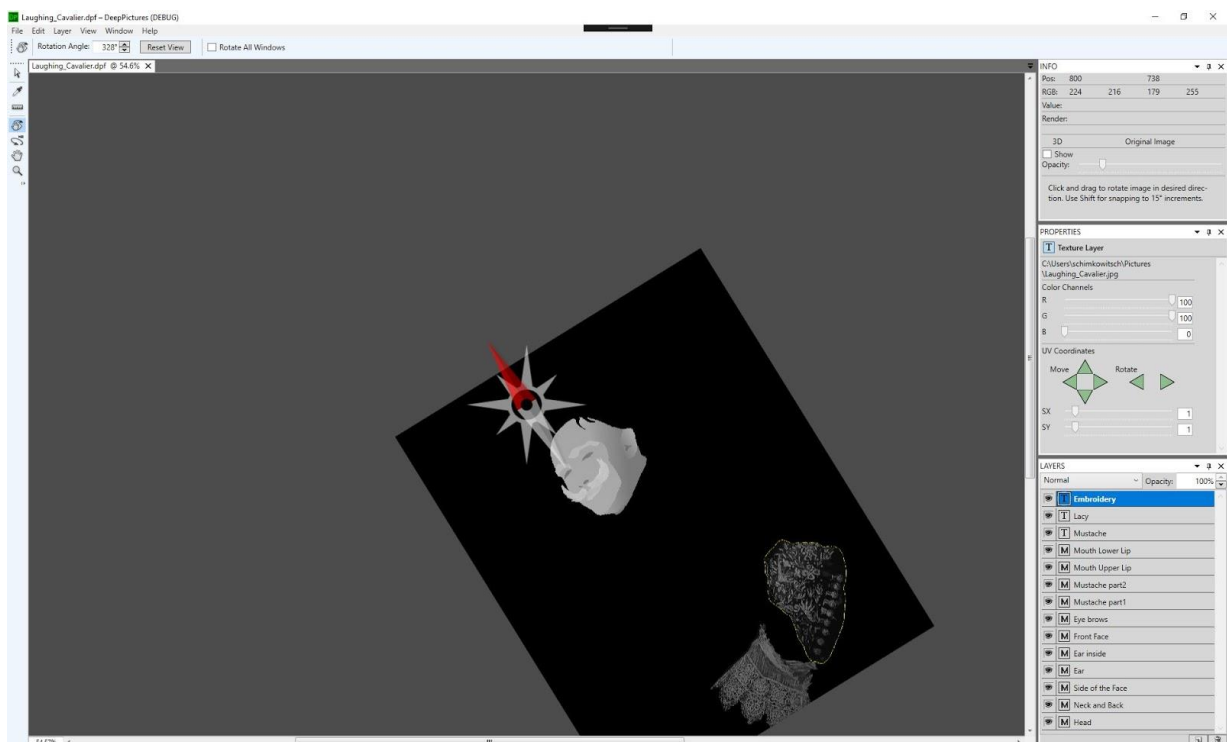 Laughing_Cavalier.dpf – DeepPictures (DEBUG)
File Edit Layer View Window Help
Rotation Angle: 328° Reset View Rotate All Windows
Laughing_Cavalier.dpf @ 54.6%
INFO
Pos: 800 738
RGB: 224 216 179 255
Value:
Render:
3D Original Image
Show
Opacity:
Click and drag to rotate image in desired direc-
tion. Use Shift for snapping to 15° increments.
PROPERTIES
T Texture Layer
C:\Users\schimkowitsch\Pictures
\Laughing_Cavalier.jpg
Color Channels
R 100
G 100
B 0
UV Coordinates
Move Rotate
SX 1
SY 1
LAYERS
Normal Opacity: 100%
T Embroidery
T Lacy
T Mustache
M Mouth Lower Lip
M Mouth Upper Lip
M Mustache part2
M Mustache part1
M Eye brows
M Front Face
M Ear inside
M Ear
M Side of the Face
M Neck and Back
M Head